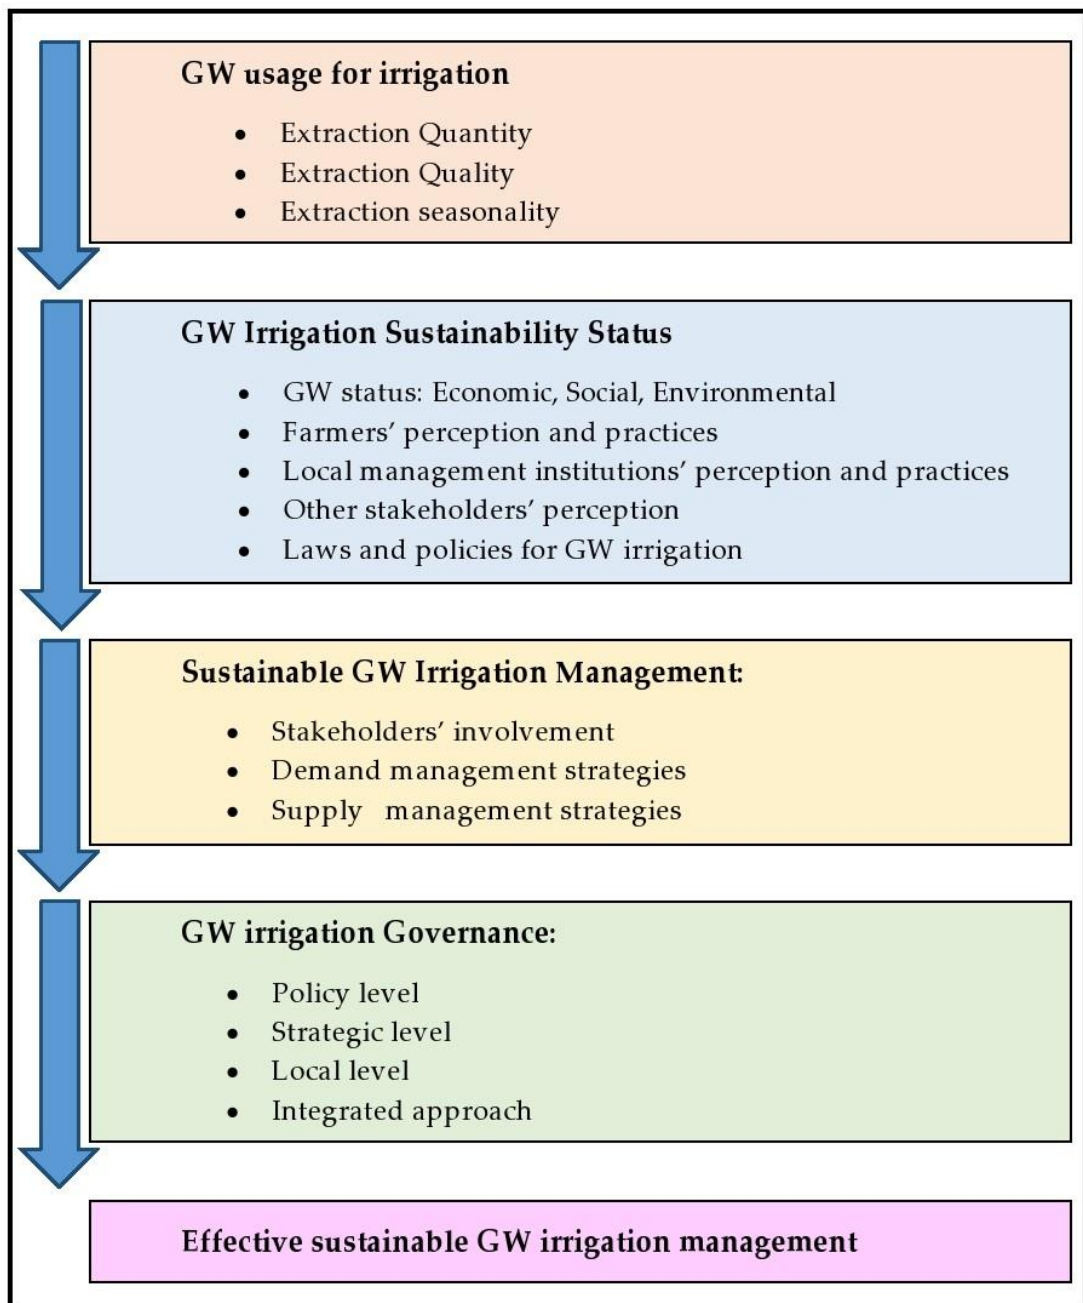 GW usage for irrigation
• Extraction Quantity
• Extraction Quality
• Extraction seasonality
GW Irrigation Sustainability Status
• GW status: Economic, Social, Environmental
• Farmers’ perception and practices
• Local management institutions’ perception and practices
• Other stakeholders’ perception
• Laws and policies for GW irrigation
Sustainable GW Irrigation Management:
• Stakeholders’ involvement
• Demand management strategies
• Supply management strategies
GW irrigation Governance:
• Policy level
• Strategic level
• Local level
• Integrated approach
Effective sustainable GW irrigation management